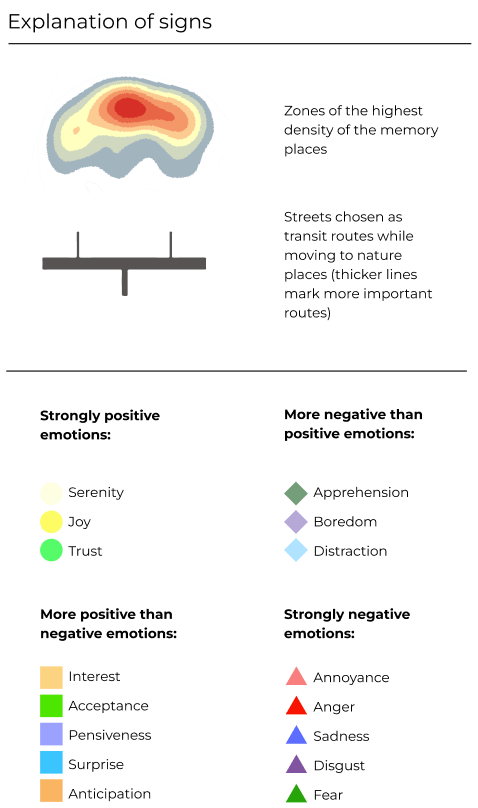 Explanation of signs
Zones of the highest
density of the memory
places
Streets chosen as
transit routes while
moving to nature
places (thicker lines
mark more important
routes)
Strongly positive
emotions:
Serenity
Joy
Trust
More negative than
positive emotions:
Apprehension
Boredom
Distraction
More positive than
negative emotions:
Interest
Acceptance
Pensiveness
Surprise
Anticipation
Strongly negative
emotions:
Annoyance
Anger
Sadness
Disgust
Fear